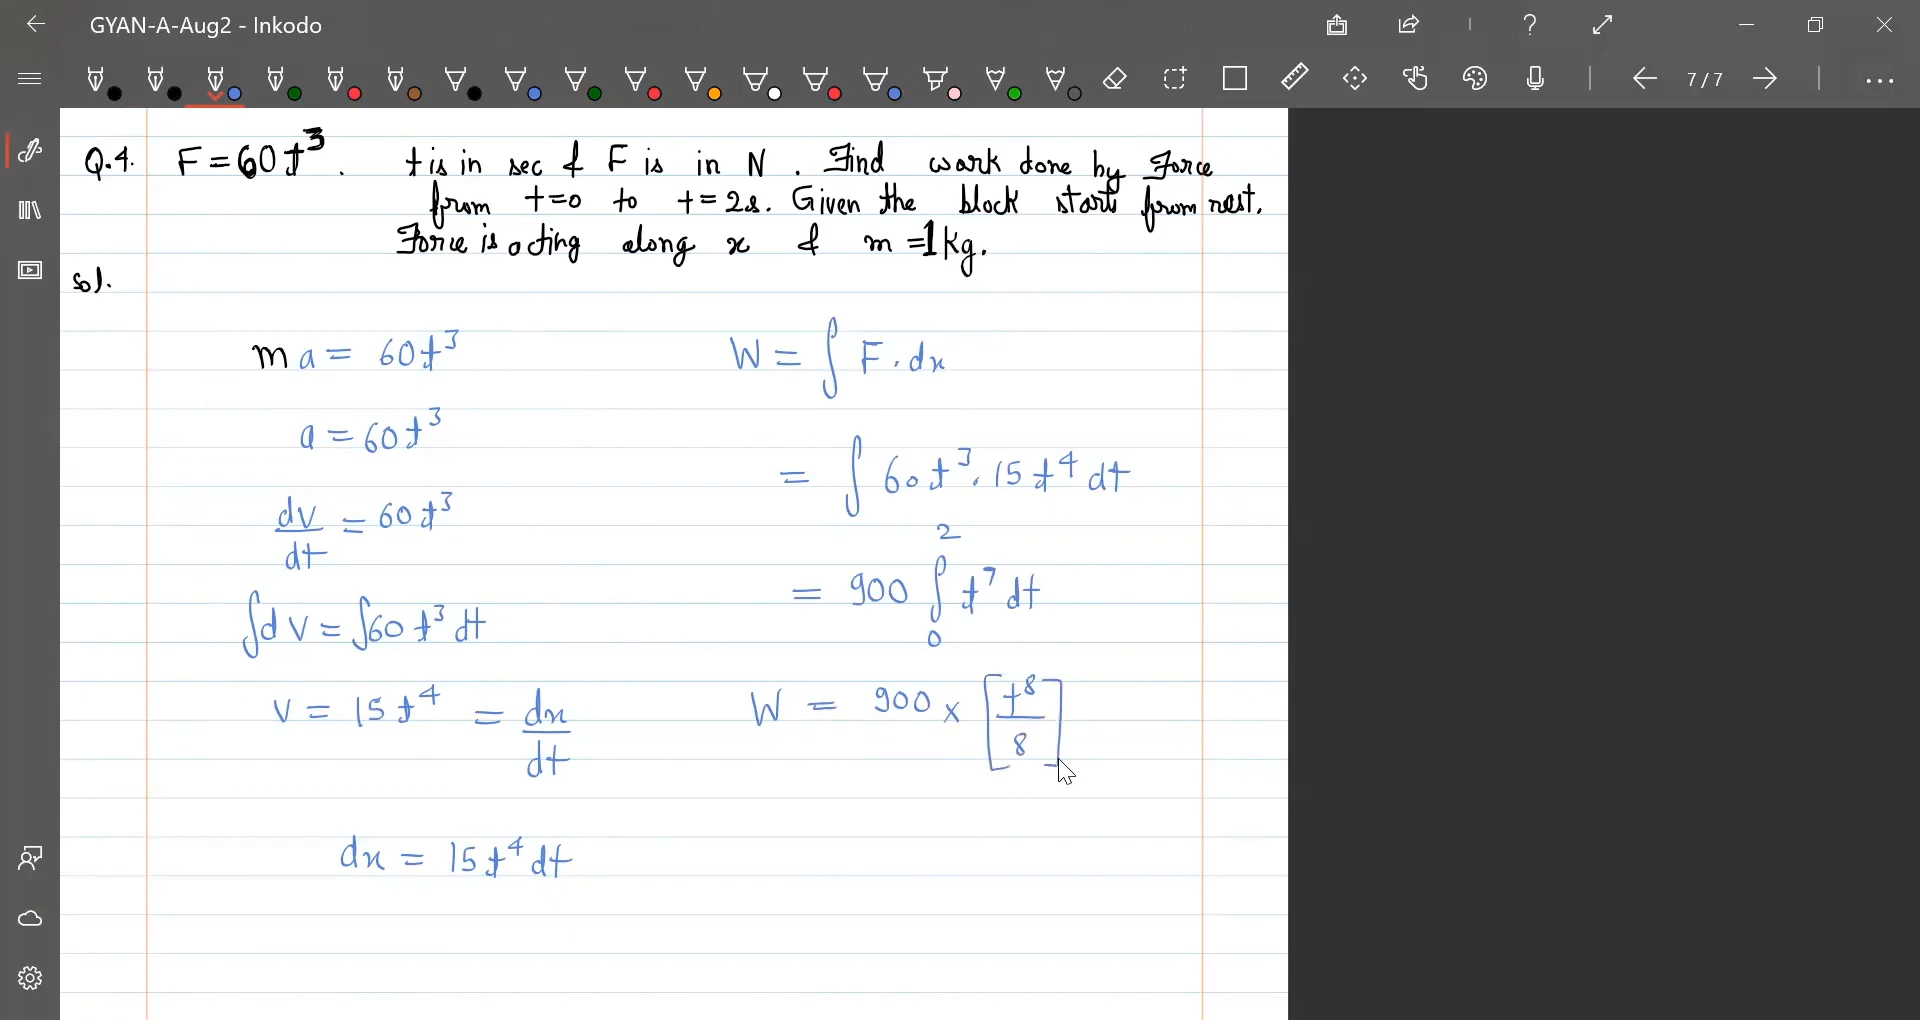 GYAN-A-Aug2 - Inkodo
7 / 7
Q.4. F = 60t³. t is in sec & F is in N. Find work done by Force
from t=0 to t=2s. Given the block starts from rest.
Force is acting along x & m = 1 kg.
Sol.
ma = 60t³
a = 60t³
dv/dt = 60t³
∫dv = ∫60t³ dt
v = 15t⁴ = dx/dt
dx = 15t⁴ dt
W = ∫ F. dx
= ∫ 60t³. 15t⁴ dt
= 900 ∫₀² t⁷ dt
W = 900 × [t⁸/8]